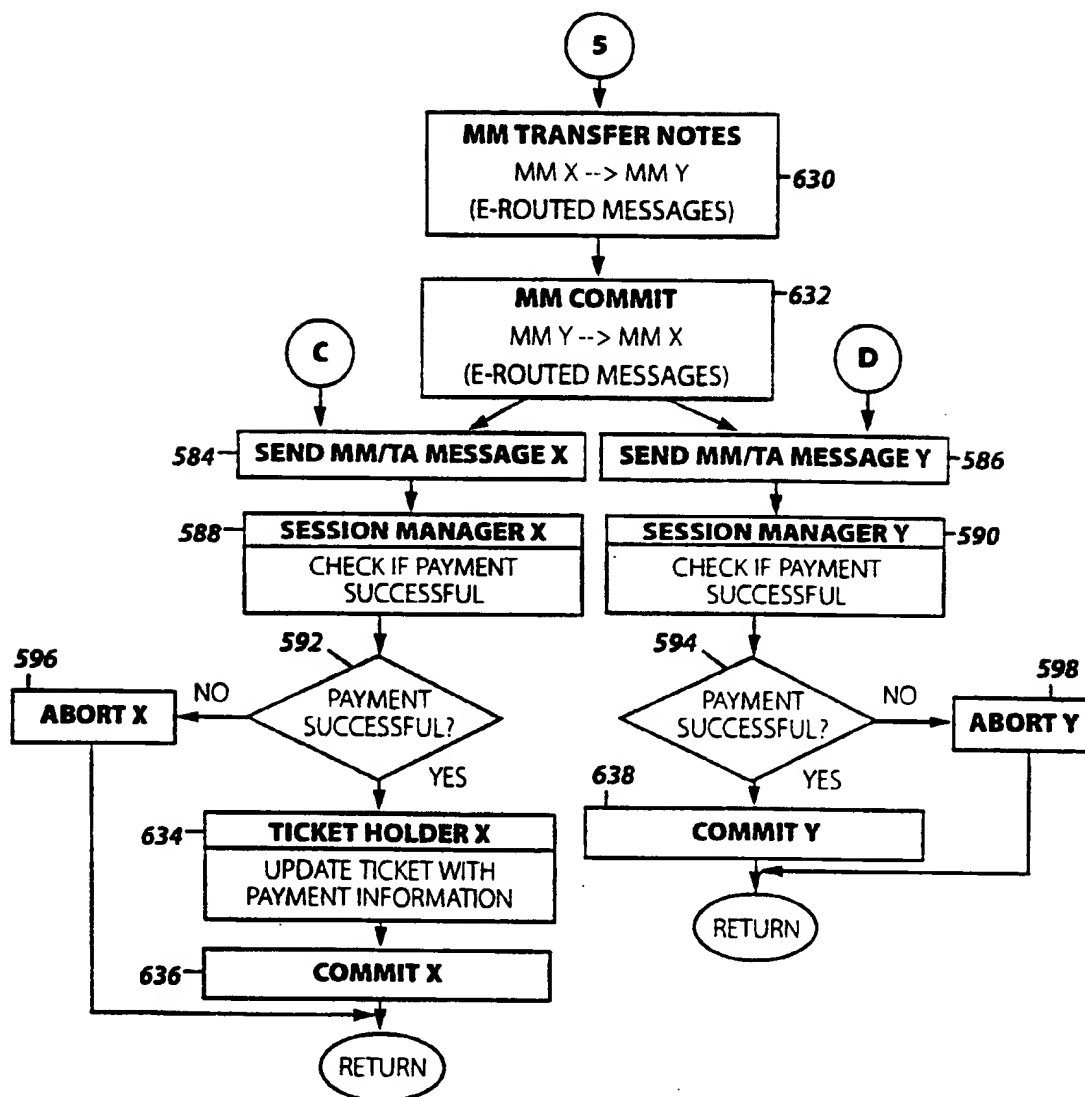 5
MM TRANSFER NOTES
MM X --> MM Y
(E-ROUTED MESSAGES)
630
MM COMMIT
MM Y --> MM X
(E-ROUTED MESSAGES)
632
C
D
584
SEND MM/TA MESSAGE X
SEND MM/TA MESSAGE Y
586
588
SESSION MANAGER X
CHECK IF PAYMENT
SUCCESSFUL
SESSION MANAGER Y
CHECK IF PAYMENT
SUCCESSFUL
590
592
PAYMENT
SUCCESSFUL?
NO
596
ABORT X
YES
594
PAYMENT
SUCCESSFUL?
NO
598
ABORT Y
YES
634
TICKET HOLDER X
UPDATE TICKET WITH
PAYMENT INFORMATION
638
COMMIT Y
RETURN
636
COMMIT X
RETURN